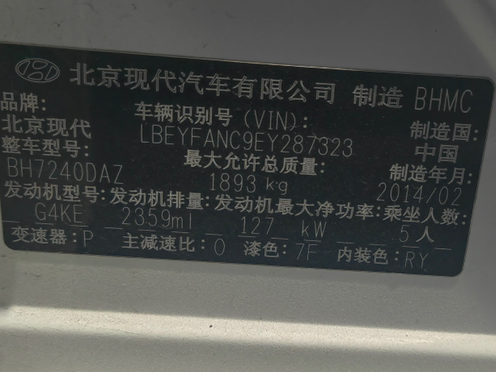 北京现代汽车有限公司 制造 BHMC
品牌: 车辆识别号(VIN): 制造国:
北京现代 LBEYFANC9EY287323 中国
整车型号: 最大允许总质量: 制造年月:
BH7240DAZ 1893 kg 2014/02
发动机型号: 发动机排量: 发动机最大净功率: 乘坐人数:
G4KE 2359ml 127 kW 5人
变速器: P 主减速比: 0 漆色: 7F 内装色: RY